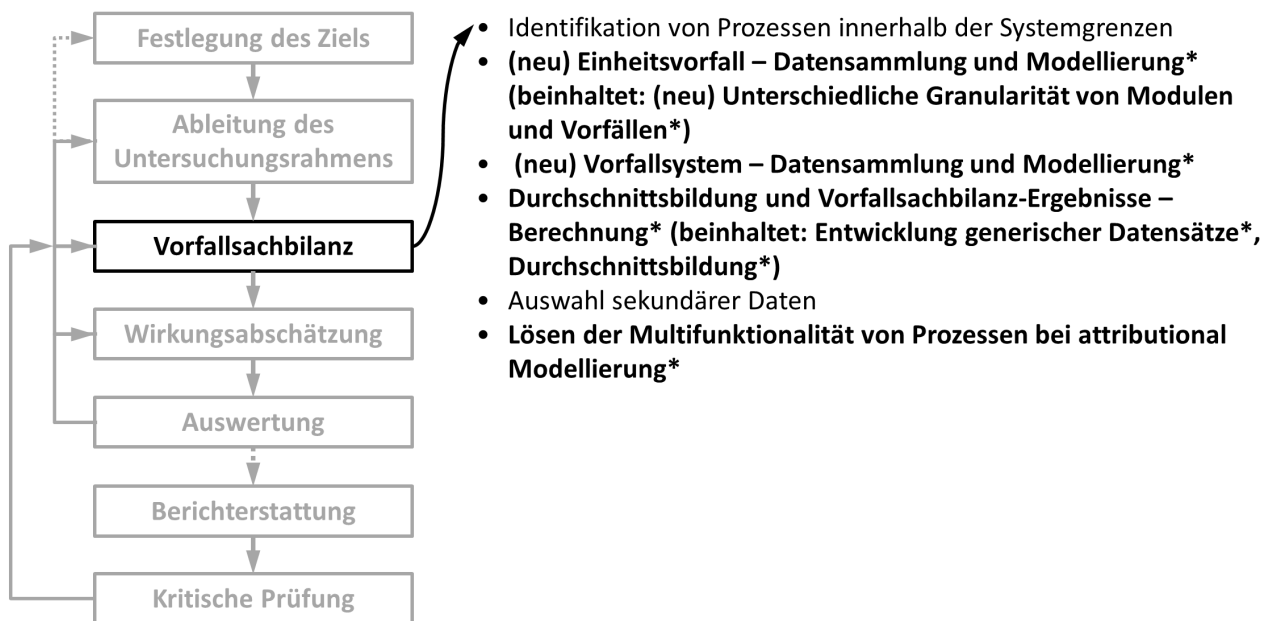 Festlegung des Ziels
Ableitung des
Untersuchungsrahmens
Vorfallsachbilanz
Wirkungsabschätzung
Auswertung
Berichterstattung
Kritische Prüfung
• Identifikation von Prozessen innerhalb der Systemgrenzen
• (neu) Einheitsvorfall – Datensammlung und Modellierung*
(beinhaltet: (neu) Unterschiedliche Granularität von Modulen
und Vorfällen*)
• (neu) Vorfallsystem – Datensammlung und Modellierung*
• Durchschnittsbildung und Vorfallsachbilanz-Ergebnisse –
Berechnung* (beinhaltet: Entwicklung generischer Datensätze*,
Durchschnittsbildung*)
• Auswahl sekundärer Daten
• Lösen der Multifunktionalität von Prozessen bei attributional
Modellierung*